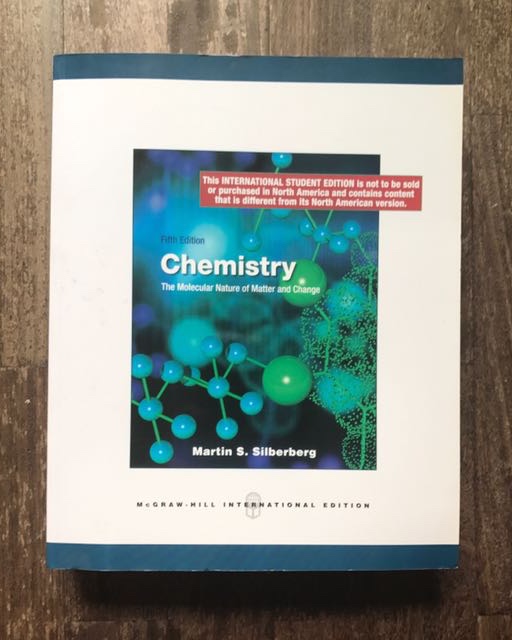 This INTERNATIONAL STUDENT EDITION is not to be sold
or purchased in North America and contains content
that is different from its North American version.
Fifth Edition
Chemistry
The Molecular Nature of Matter and Change
Martin S. Silberberg
McGRAW-HILL INTERNATIONAL EDITION